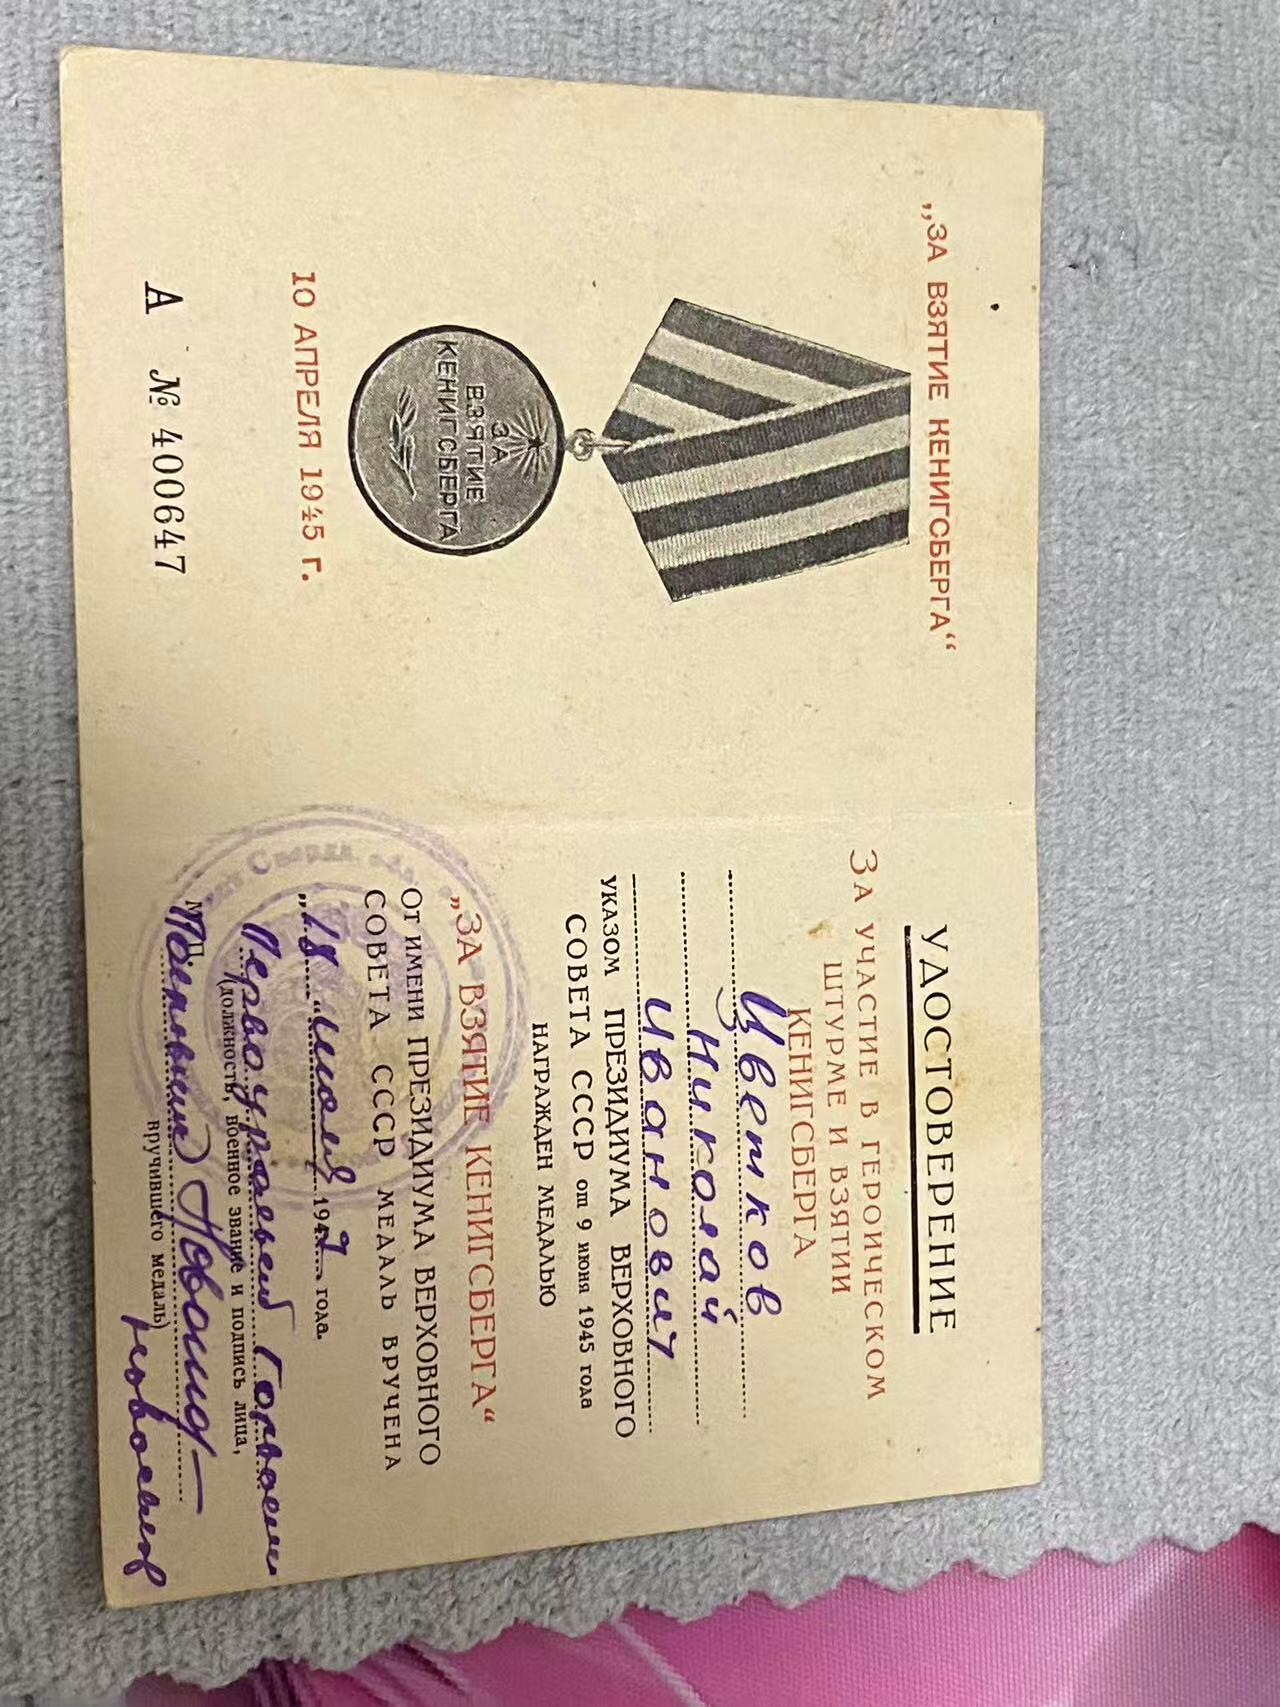 „ЗА ВЗЯТИЕ КЕНИГСБЕРГА“
ЗА
ВЗЯТИЕ
КЕНИГСБЕРГА
10 АПРЕЛЯ 1945 г.
А № 400647
УДОСТОВЕРЕНИЕ
ЗА УЧАСТИЕ В ГЕРОИЧЕСКОМ
ШТУРМЕ И ВЗЯТИИ
КЕНИГСБЕРГА
Цветков
Николай
Иванович
УКАЗОМ ПРЕЗИДИУМА ВЕРХОВНОГО
СОВЕТА СССР от 9 июня 1945 года
НАГРАЖДЕН МЕДАЛЬЮ
„ЗА ВЗЯТИЕ КЕНИГСБЕРГА“
ОТ ИМЕНИ ПРЕЗИДИУМА ВЕРХОВНОГО
СОВЕТА СССР МЕДАЛЬ ВРУЧЕНА
„18“ июля 1947 года.
Первоуральский
(должность, военное звание и подпись лица,
М.П.
вручившего медаль)